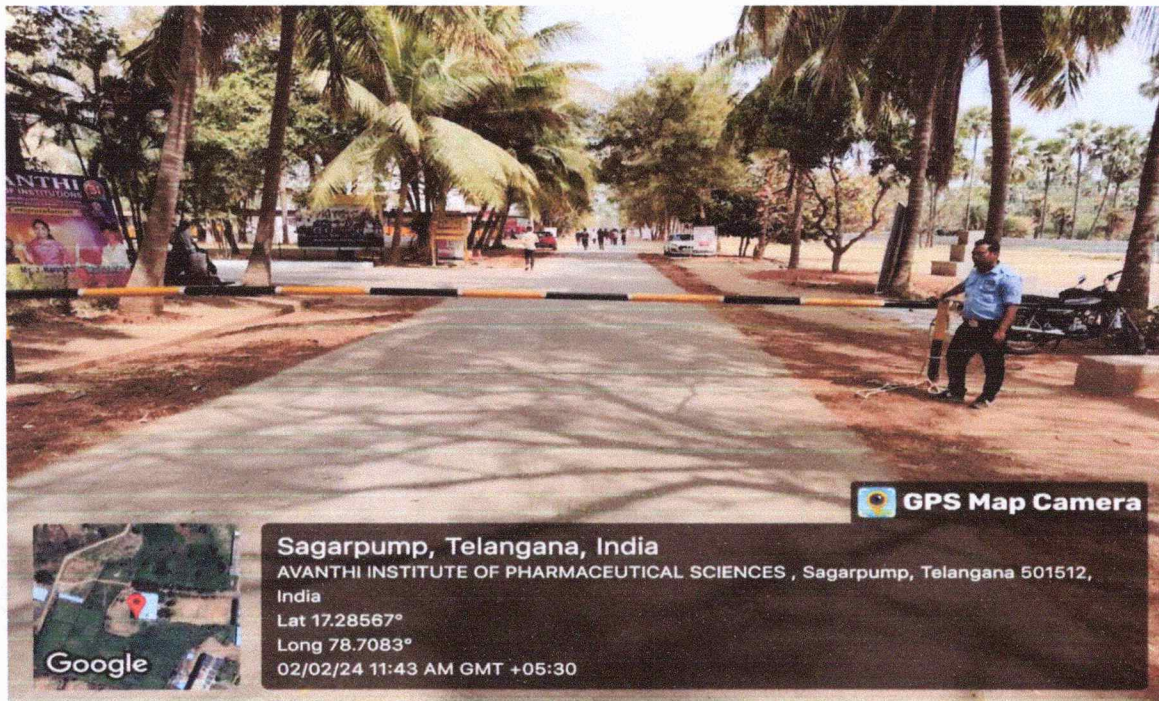 ANTHI
OF INSTITUTIONS
GPS Map Camera
Sagarpump, Telangana, India
AVANTHI INSTITUTE OF PHARMACEUTICAL SCIENCES , Sagarpump, Telangana 501512,
India
Lat 17.28567°
Long 78.7083°
02/02/24 11:43 AM GMT +05:30
Google